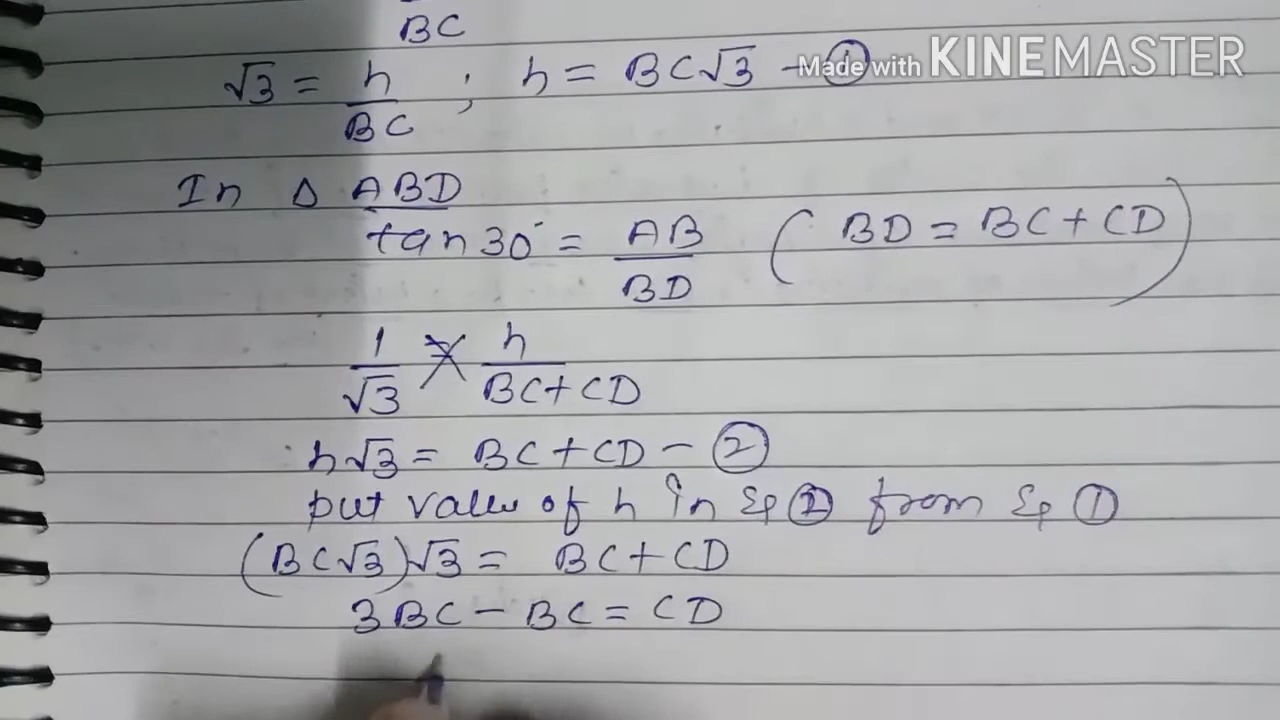 BC
√3 = h/BC ; h = BC√3 - ①
Made with KINEMASTER
In △ ABD
tan 30° = AB/BD ( BD = BC + CD )
1/√3 ⨯ h/BC + CD
h√3 = BC + CD - ②
put value of h in Eq ② from Eq ①
(BC√3)√3 = BC + CD
3BC - BC = CD